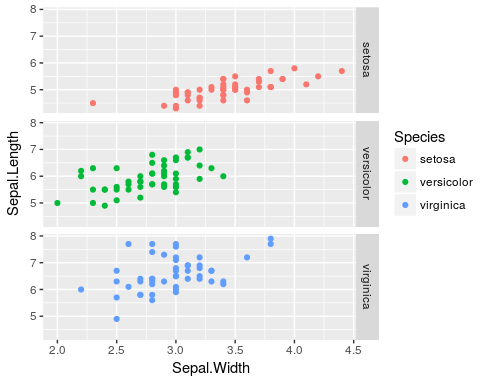 8
7
6
5
setosa
8
7
6
5
versicolor
8
7
6
5
virginica
2.0 2.5 3.0 3.5 4.0 4.5
Sepal.Width
Sepal.Length
Species
setosa
versicolor
virginica